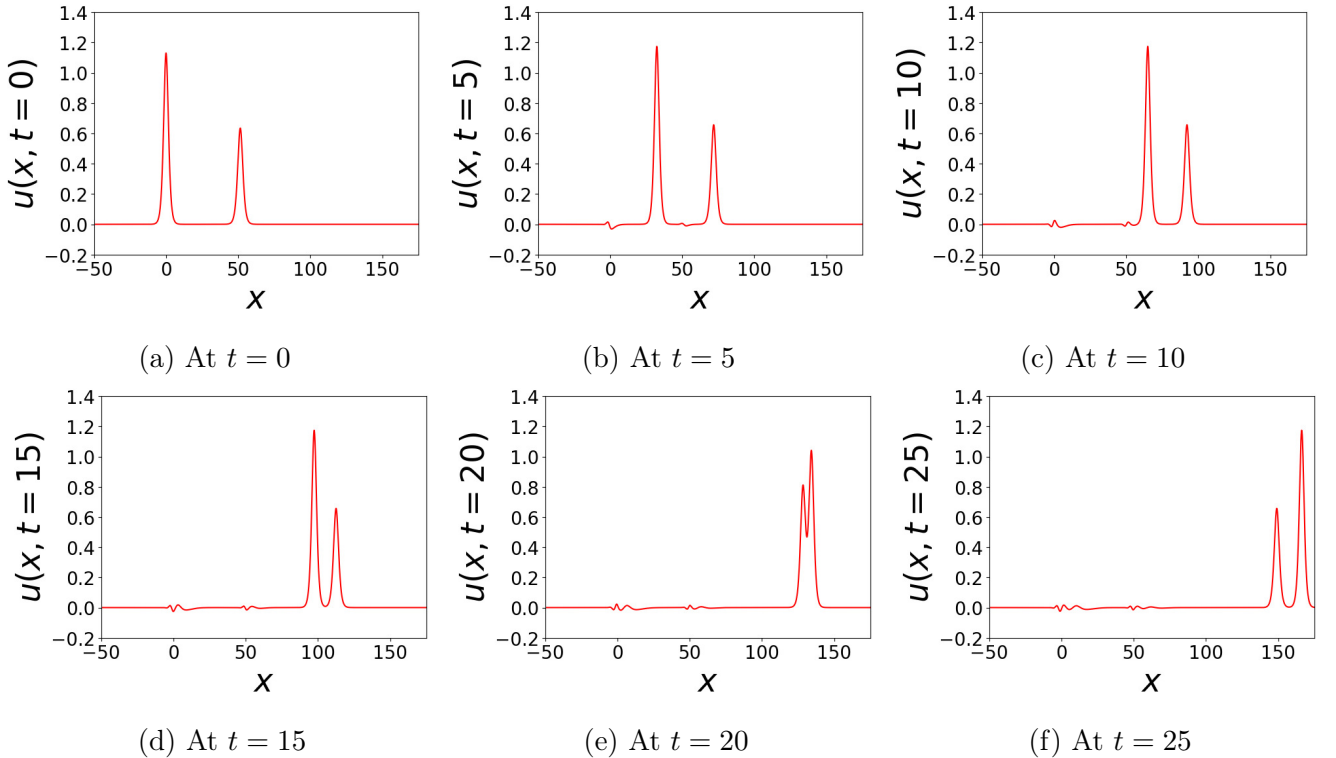 u(x, t = 0)
1.4
1.2
1.0
0.8
0.6
0.4
0.2
0.0
−0.2
−50 0 50 100 150
x
(a) At t = 0
u(x, t = 5)
1.4
1.2
1.0
0.8
0.6
0.4
0.2
0.0
−0.2
−50 0 50 100 150
x
(b) At t = 5
u(x, t = 10)
1.4
1.2
1.0
0.8
0.6
0.4
0.2
0.0
−0.2
−50 0 50 100 150
x
(c) At t = 10
u(x, t = 15)
1.4
1.2
1.0
0.8
0.6
0.4
0.2
0.0
−0.2
−50 0 50 100 150
x
(d) At t = 15
u(x, t = 20)
1.4
1.2
1.0
0.8
0.6
0.4
0.2
0.0
−0.2
−50 0 50 100 150
x
(e) At t = 20
u(x, t = 25)
1.4
1.2
1.0
0.8
0.6
0.4
0.2
0.0
−0.2
−50 0 50 100 150
x
(f) At t = 25